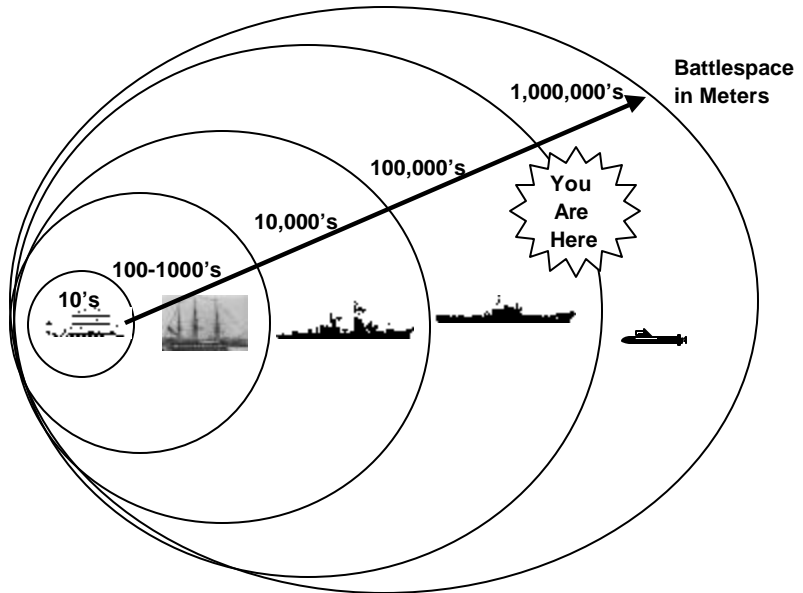 Battlespace
in Meters
1,000,000’s
100,000’s
10,000’s
100-1000’s
10’s
You
Are
Here